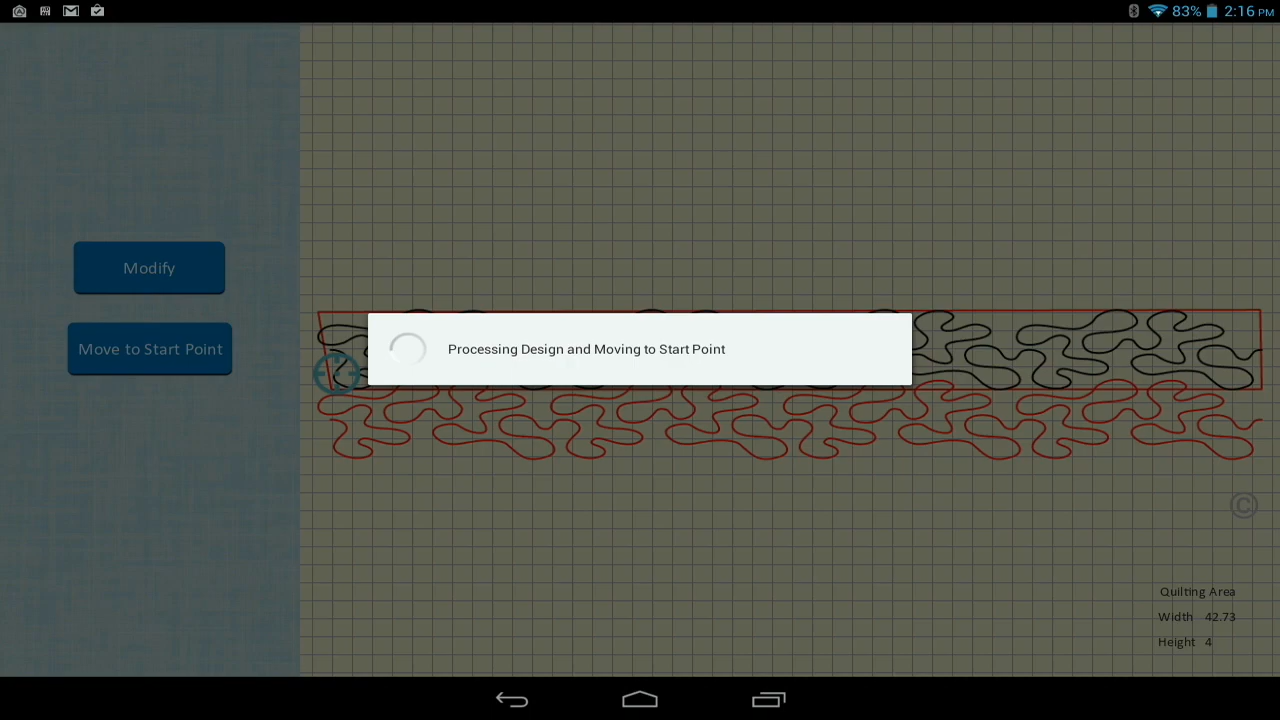 83% 2:16 PM
Modify
Move to Start Point
Processing Design and Moving to Start Point
©
Quilting Area
Width 42.73
Height 4